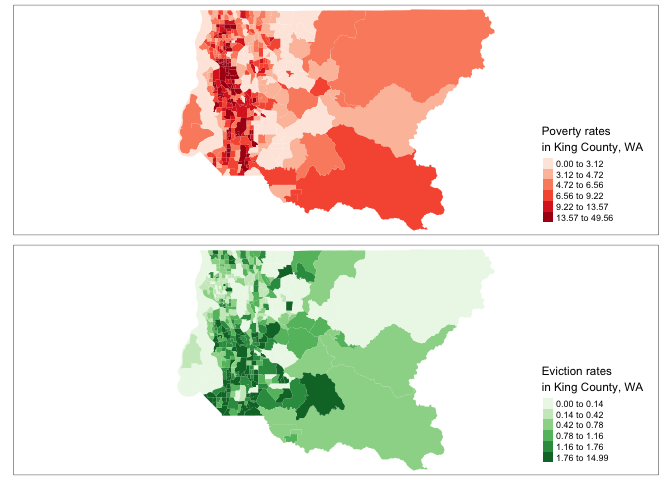 Poverty rates
in King County, WA
0.00 to 3.12
3.12 to 4.72
4.72 to 6.56
6.56 to 9.22
9.22 to 13.57
13.57 to 49.56
Eviction rates
in King County, WA
0.00 to 0.14
0.14 to 0.42
0.42 to 0.78
0.78 to 1.16
1.16 to 1.76
1.76 to 14.99